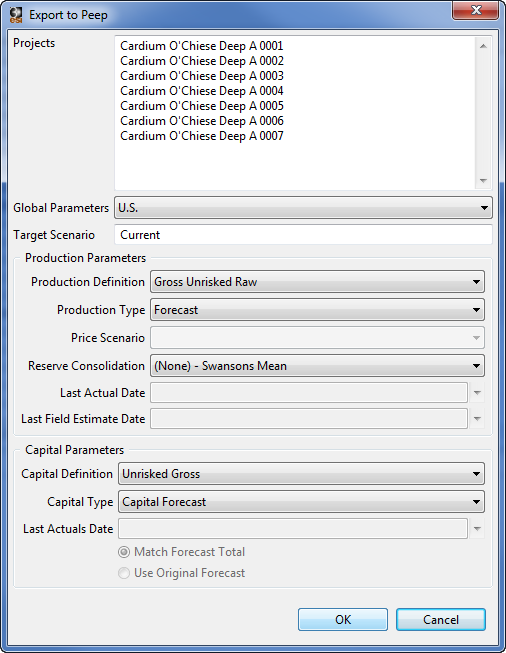 Export to Peep
Projects
Cardium O'Chiese Deep A 0001
Cardium O'Chiese Deep A 0002
Cardium O'Chiese Deep A 0003
Cardium O'Chiese Deep A 0004
Cardium O'Chiese Deep A 0005
Cardium O'Chiese Deep A 0006
Cardium O'Chiese Deep A 0007
Global Parameters U.S.
Target Scenario Current
Production Parameters
Production Definition Gross Unrisked Raw
Production Type Forecast
Price Scenario
Reserve Consolidation (None) - Swansons Mean
Last Actual Date
Last Field Estimate Date
Capital Parameters
Capital Definition Unrisked Gross
Capital Type Capital Forecast
Last Actuals Date
Match Forecast Total
Use Original Forecast
OK Cancel